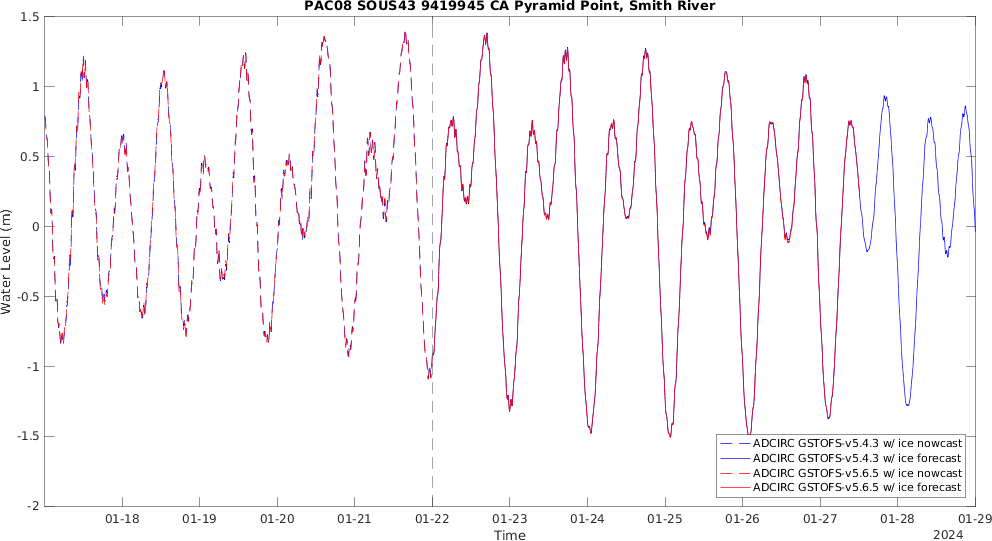 PAC08 SOUS43 9419945 CA Pyramid Point, Smith River
1.5
1
0.5
0
-0.5
-1
-1.5
-2
Water Level (m)
ADCIRC GSTOFS-v5.4.3 w/ ice nowcast
ADCIRC GSTOFS-v5.4.3 w/ ice forecast
ADCIRC GSTOFS-v5.6.5 w/ ice nowcast
ADCIRC GSTOFS-v5.6.5 w/ ice forecast
01-18 01-19 01-20 01-21 01-22 01-23 01-24 01-25 01-26 01-27 01-28 01-29
Time
2024